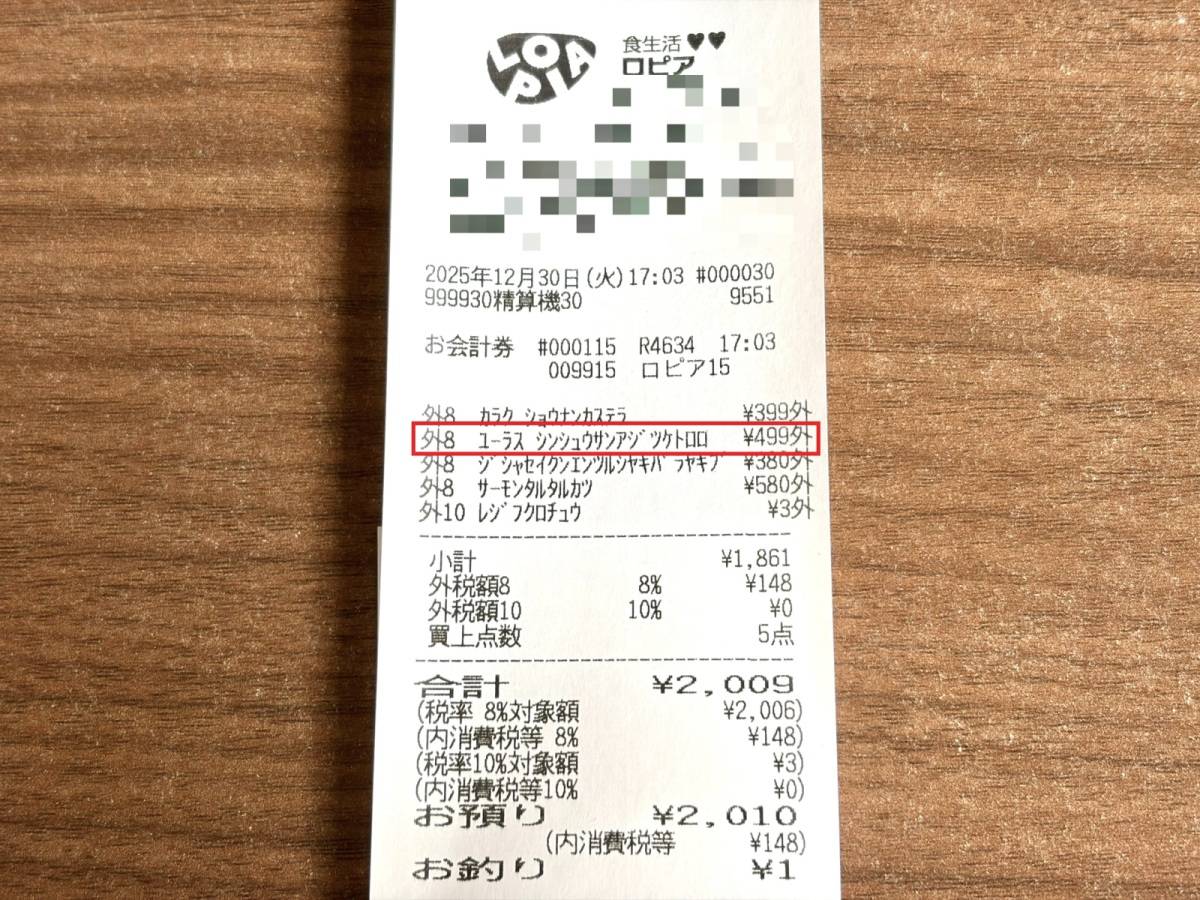 LOPIA
食生活♥♥
ロピア
2025年12月30日(火)17:03 #000030
999930精算機30 9551
お会計券 #000115 R4634 17:03
009915 ロピア15
外8 カラク ショウナンカステラ ¥399外
外8 ユーラス シンシュウサンアジツケトロロ ¥499外
外8 ジシャセイクンエンツルシヤキバラヤキブ ¥380外
外8 サーモンタルタルカツ ¥580外
外10 レジフクロチュウ ¥3外
小計 ¥1,861
外税額8 8% ¥148
外税額10 10% ¥0
買上点数 5点
合計 ¥2,009
(税率 8%対象額 ¥2,006)
(内消費税等 8% ¥148)
(税率10%対象額 ¥3)
(内消費税等10% ¥0)
お預り ¥2,010
(内消費税等 ¥148)
お釣り ¥1